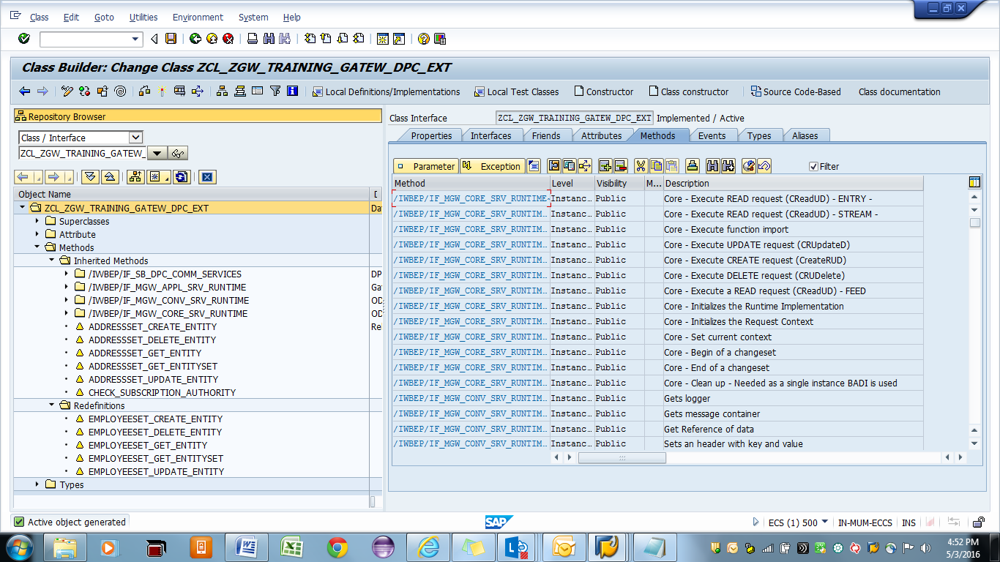 Class Edit Goto Utilities Environment System Help
Class Builder: Change Class ZCL_ZGW_TRAINING_GATEW_DPC_EXT
Local Definitions/Implementations Local Test Classes Constructor Class constructor Source Code-Based Class documentation
Repository Browser
Class / Interface
ZCL_ZGW_TRAINING_GATEW_
Object Name
ZCL_ZGW_TRAINING_GATEW_DPC_EXT Da
Superclasses
Attribute
Methods
Inherited Methods
/IWBEP/IF_SB_DPC_COMM_SERVICES DP
/IWBEP/IF_MGW_APPL_SRV_RUNTIME Ga
/IWBEP/IF_MGW_CONV_SRV_RUNTIME OD
/IWBEP/IF_MGW_CORE_SRV_RUNTIME OD
ADDRESSSET_CREATE_ENTITY Re
ADDRESSSET_DELETE_ENTITY
ADDRESSSET_GET_ENTITY
ADDRESSSET_GET_ENTITYSET
ADDRESSSET_UPDATE_ENTITY
CHECK_SUBSCRIPTION_AUTHORITY
Redefinitions
EMPLOYEESET_CREATE_ENTITY
EMPLOYEESET_DELETE_ENTITY
EMPLOYEESET_GET_ENTITY
EMPLOYEESET_GET_ENTITYSET
EMPLOYEESET_UPDATE_ENTITY
Types
Class Interface ZCL_ZGW_TRAINING_GATEW_DPC_EXT Implemented / Active
Properties Interfaces Friends Attributes Methods Events Types Aliases
Parameter Exception Filter
Method Level Visibility M... Description
/IWBEP/IF_MGW_CORE_SRV_RUNTIME~ Instanc... Public Core - Execute READ request (CReadUD) - ENTRY -
/IWBEP/IF_MGW_CORE_SRV_RUNTIM... Instanc... Public Core - Execute READ request (CReadUD) - STREAM -
/IWBEP/IF_MGW_CORE_SRV_RUNTIM... Instanc... Public Core - Execute function import
/IWBEP/IF_MGW_CORE_SRV_RUNTIM... Instanc... Public Core - Execute UPDATE request (CRUpdateD)
/IWBEP/IF_MGW_CORE_SRV_RUNTIM... Instanc... Public Core - Execute CREATE request (CreateRUD)
/IWBEP/IF_MGW_CORE_SRV_RUNTIM... Instanc... Public Core - Execute DELETE request (CRUDelete)
/IWBEP/IF_MGW_CORE_SRV_RUNTIM... Instanc... Public Core - Execute a READ request (CReadUD) - FEED
/IWBEP/IF_MGW_CORE_SRV_RUNTIM... Instanc... Public Core - Initializes the Runtime Implementation
/IWBEP/IF_MGW_CORE_SRV_RUNTIM... Instanc... Public Core - Initializes the Request Context
/IWBEP/IF_MGW_CORE_SRV_RUNTIM... Instanc... Public Core - Set current context
/IWBEP/IF_MGW_CORE_SRV_RUNTIM... Instanc... Public Core - Begin of a changeset
/IWBEP/IF_MGW_CORE_SRV_RUNTIM... Instanc... Public Core - End of a changeset
/IWBEP/IF_MGW_CORE_SRV_RUNTIM... Instanc... Public Core - Clean up - Needed as a single instance BADI is used
/IWBEP/IF_MGW_CONV_SRV_RUNTIM... Instanc... Public Gets logger
/IWBEP/IF_MGW_CONV_SRV_RUNTIM... Instanc... Public Gets message container
/IWBEP/IF_MGW_CONV_SRV_RUNTIM... Instanc... Public Get Reference of data
/IWBEP/IF_MGW_CONV_SRV_RUNTIM... Instanc... Public Sets an header with key and value
Active object generated SAP ECS (1) 500 IN-MUM-ECCS INS
4:52 PM
5/3/2016